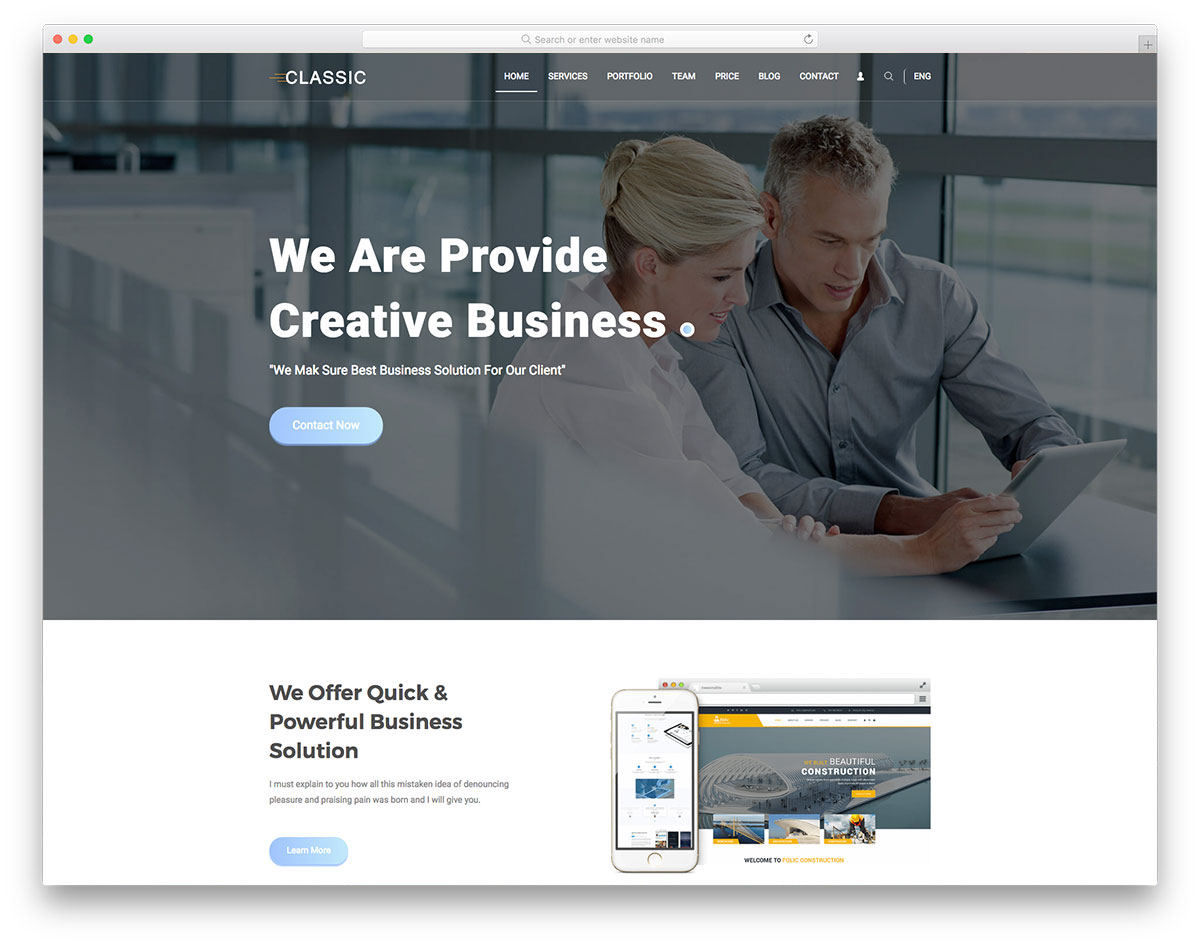 Search or enter website name
CLASSIC
HOME SERVICES PORTFOLIO TEAM PRICE BLOG CONTACT ENG
We Are Provide
Creative Business .
"We Mak Sure Best Business Solution For Our Client"
Contact Now
We Offer Quick &
Powerful Business
Solution
I must explain to you how all this mistaken idea of denouncing
pleasure and praising pain was born and I will give you.
Learn More
WE BUILT BEAUTIFUL
CONSTRUCTION
WELCOME TO FOLIC CONSTRUCTION